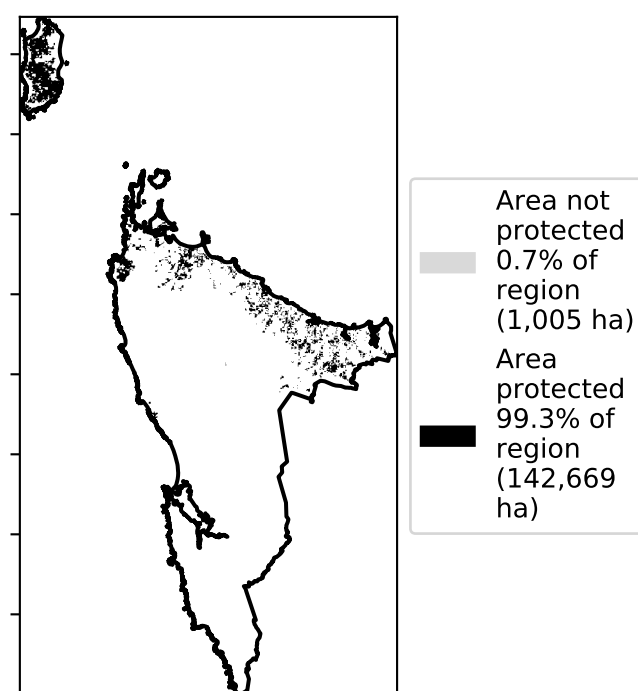 Area not
protected
0.7% of
region
(1,005 ha)
Area
protected
99.3% of
region
(142,669
ha)